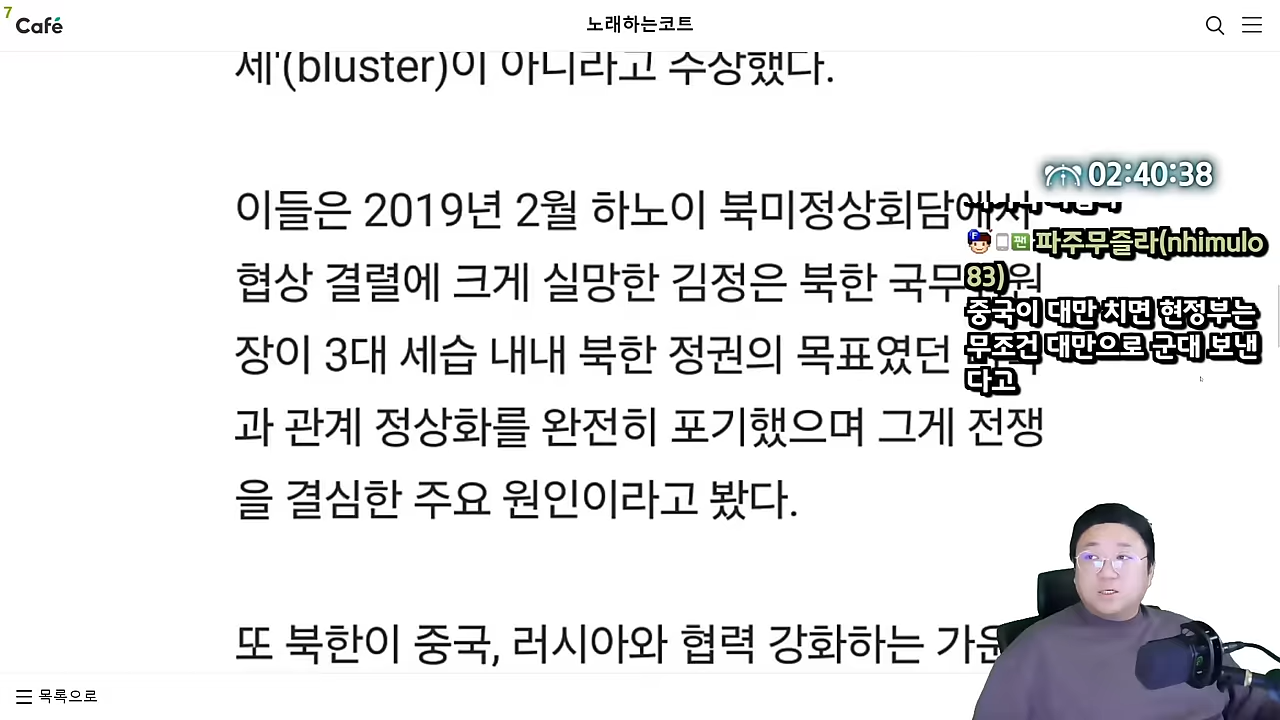 7
Café
노래하는코트
세'(bluster)이 아니라고 주장했다.
02:40:38
이들은 2019년 2월 하노이 북미정상회담에서
파주무즐라(nhimulo
83)
협상 결렬에 크게 실망한 김정은 북한 국무
중국이 대만 치면 현정부는
무조건 대만으로 군대 보낸
다고
장이 3대 세습 내내 북한 정권의 목표였던
과 관계 정상화를 완전히 포기했으며 그게 전쟁
을 결심한 주요 원인이라고 봤다.
또 북한이 중국, 러시아와 협력 강화하는
목록으로